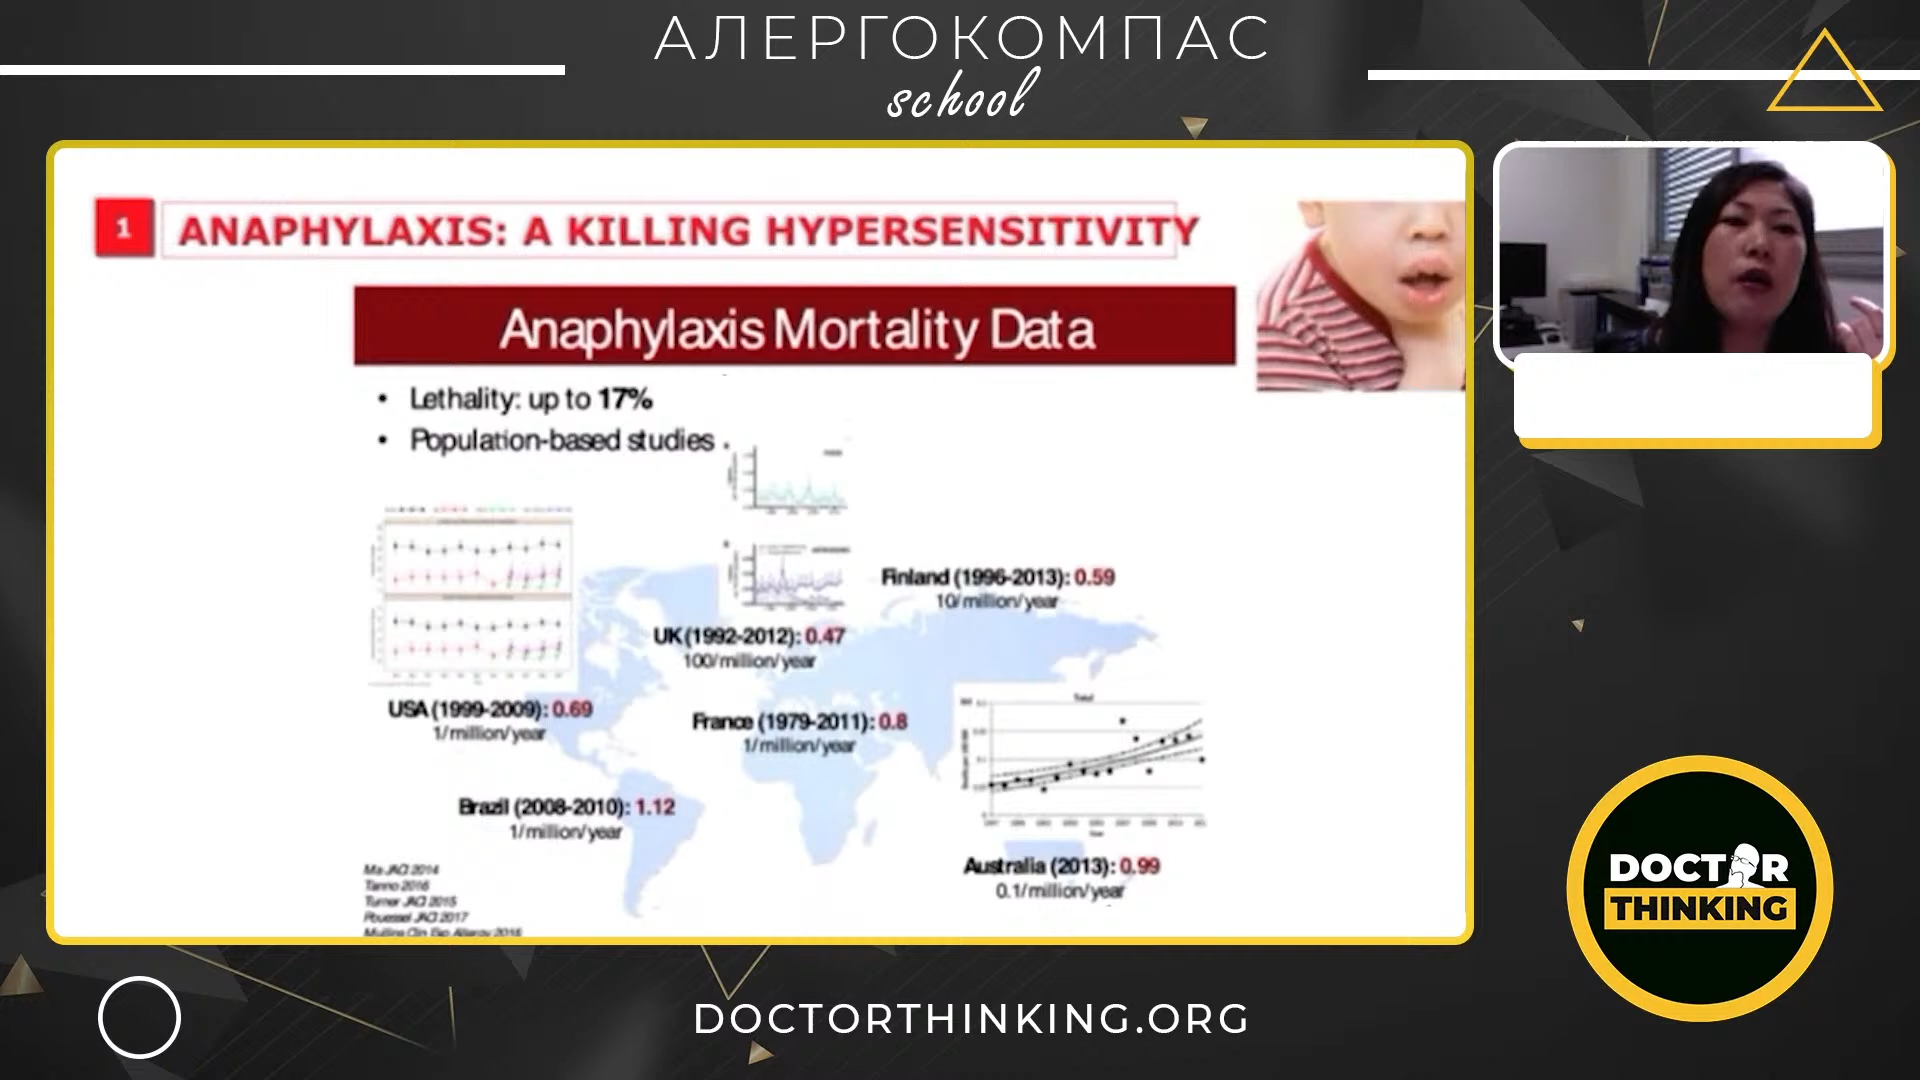 АЛЕРГОКОМПАС
school
1
ANAPHYLAXIS: A KILLING HYPERSENSITIVITY
Anaphylaxis Mortality Data
• Lethality: up to 17%
• Population-based studies
Finland (1996-2013): 0.59
10/million/year
UK (1992-2012): 0.47
100/million/year
USA (1999-2009): 0.69
1/million/year
France (1979-2011): 0.8
1/million/year
Total
Brazil (2008-2010): 1.12
1/million/year
Year
Australia (2013): 0.99
0.1/million/year
Ma JACI 2014
Tanno 2016
Turner JACI 2015
Pouessel JACI 2017
Mullins Clin Exp Allergy 2016
DOCTOR
THINKING
DOCTORTHINKING.ORG